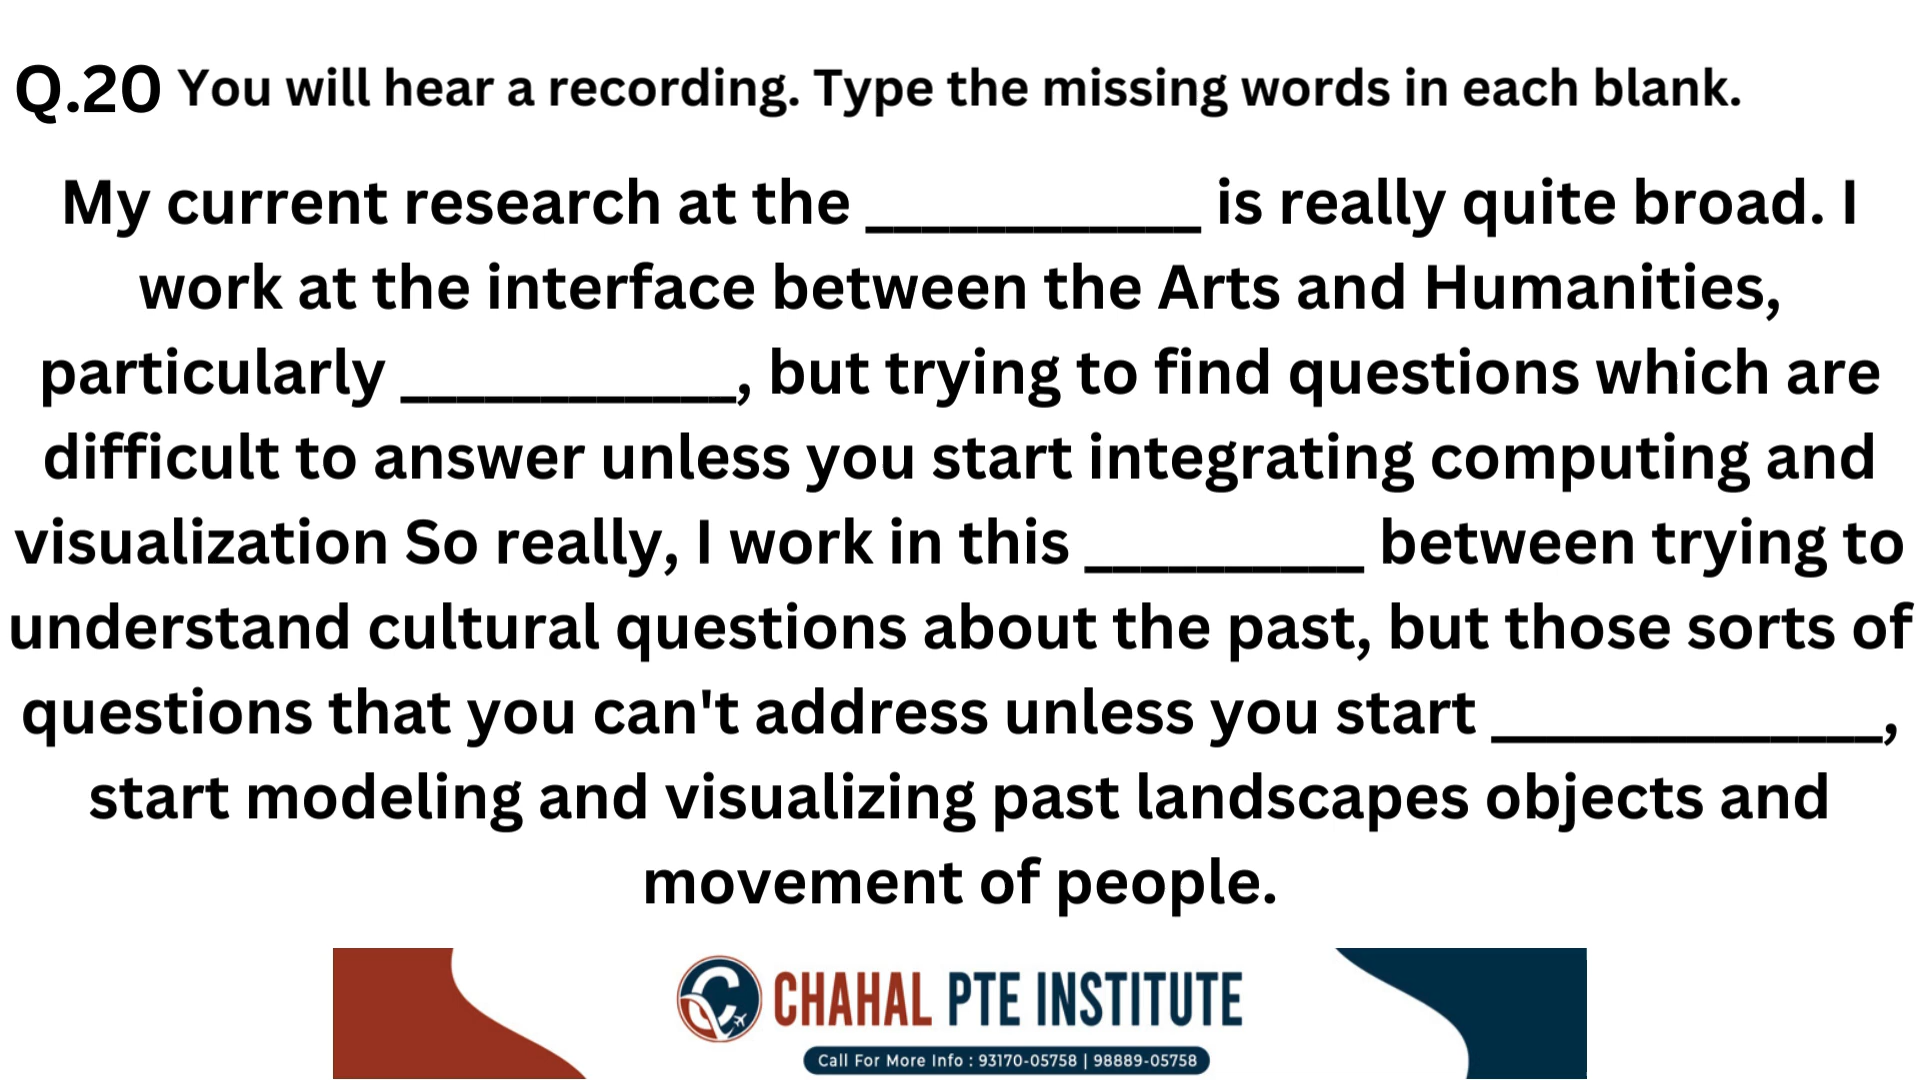 Q.20 You will hear a recording. Type the missing words in each blank.
My current research at the ____________ is really quite broad. I
work at the interface between the Arts and Humanities,
particularly ____________, but trying to find questions which are
difficult to answer unless you start integrating computing and
visualization So really, I work in this __________ between trying to
understand cultural questions about the past, but those sorts of
questions that you can't address unless you start ______________,
start modeling and visualizing past landscapes objects and
movement of people.
CHAHAL PTE INSTITUTE
Call For More Info : 93170-05758 | 98889-05758